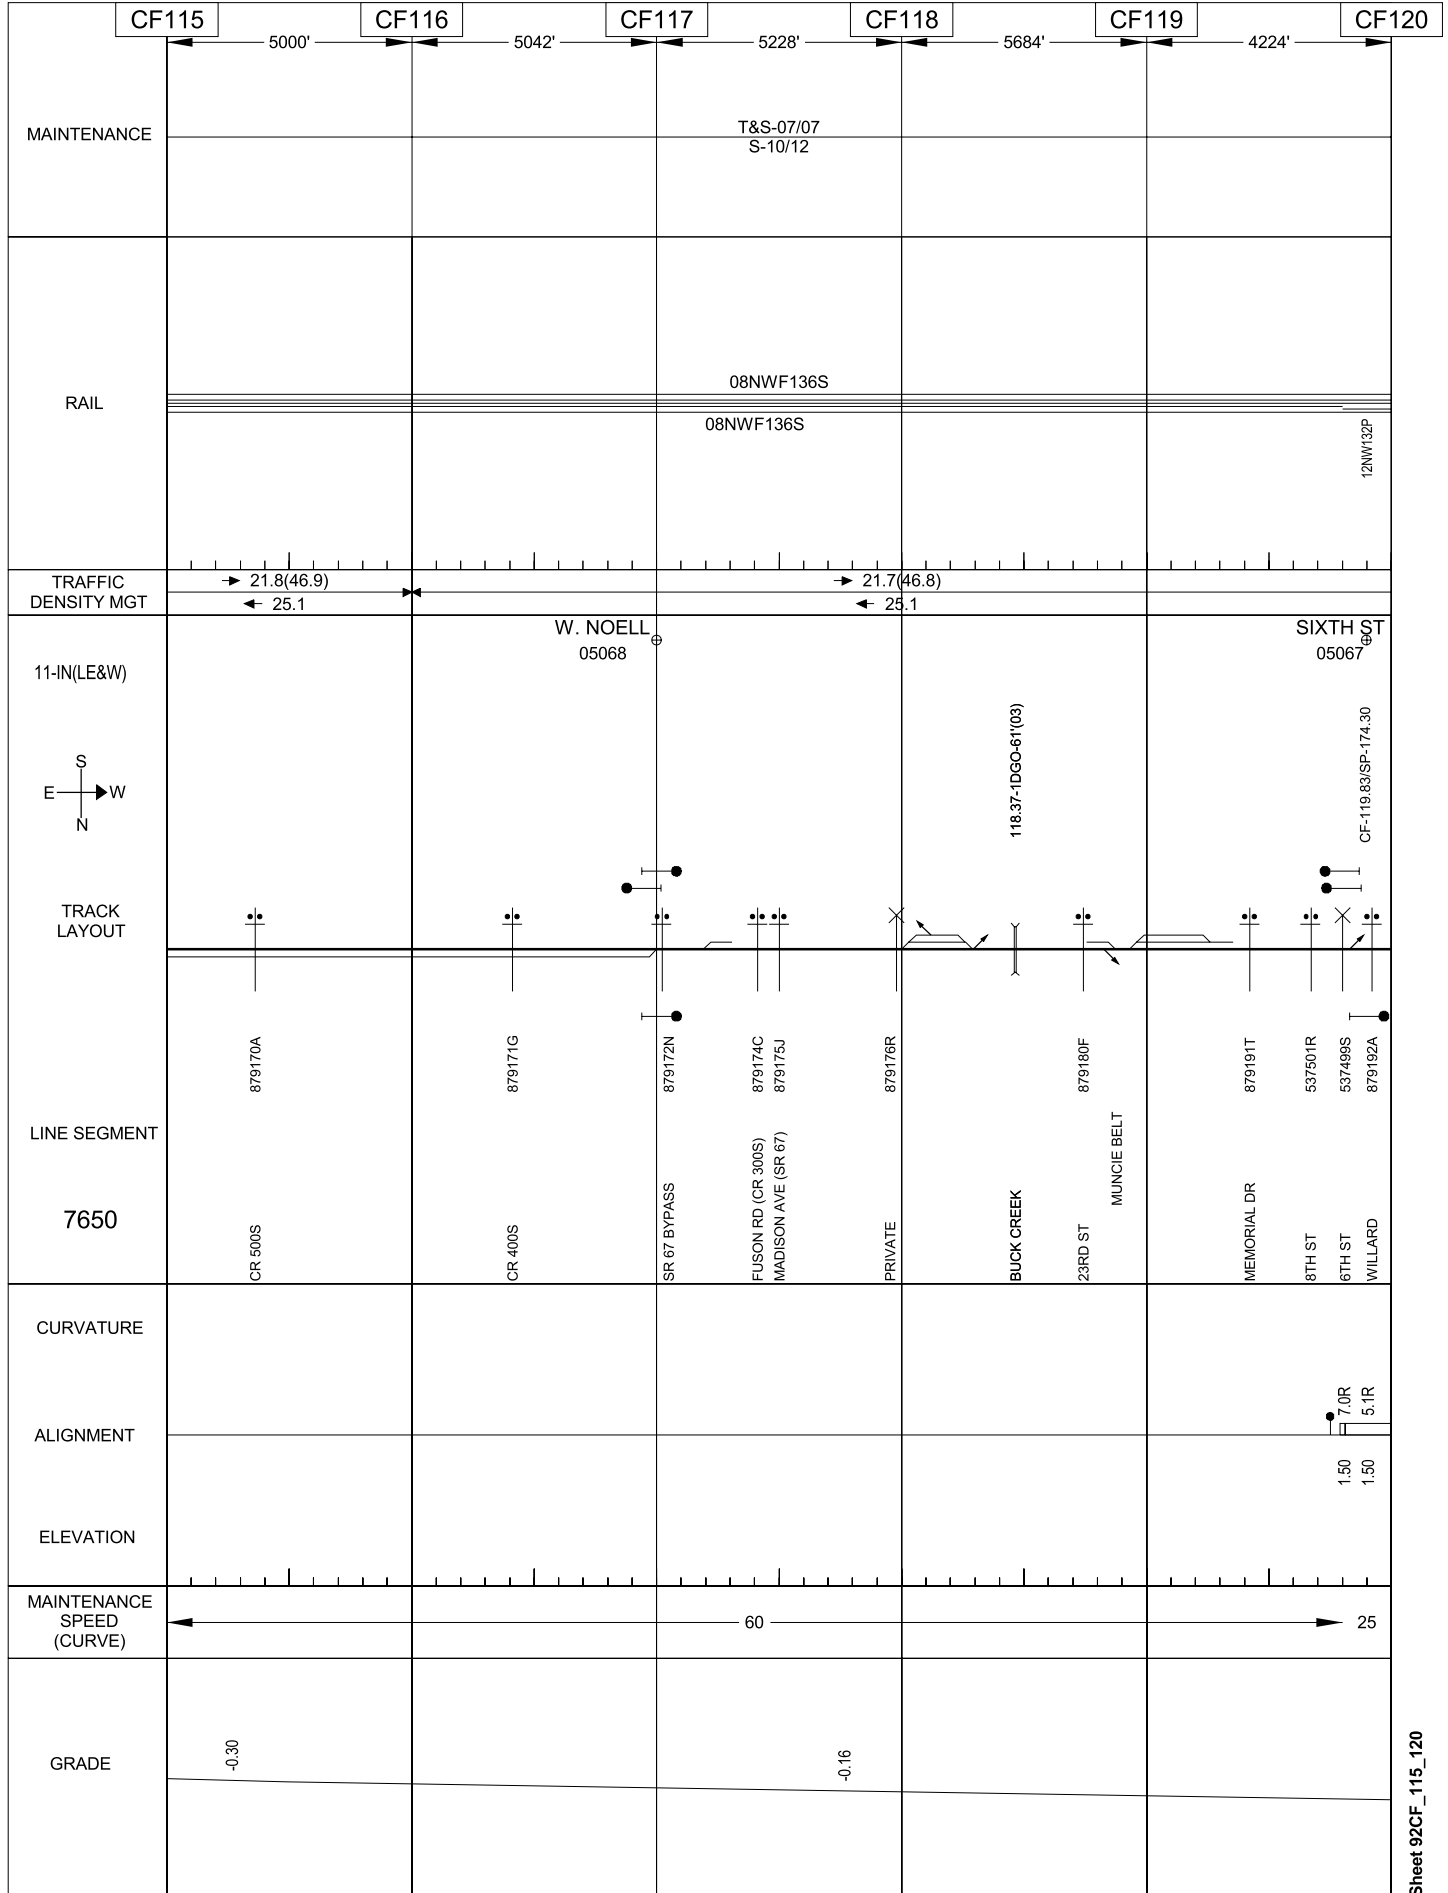 CF115 CF116 CF117 CF118 CF119 CF120
5000' 5042' 5228' 5684' 4224'
MAINTENANCE
T&S-07/07
S-10/12
RAIL
08NWF136S
08NWF136S
12NW132P
TRAFFIC
DENSITY MGT
21.8(46.9)
25.1
21.7(46.8)
25.1
11-IN(LE&W)
W. NOELL
05068
SIXTH ST
05067
S
E W
N
118.37-1DGO-61'(03)
CF-119.83/SP-174.30
TRACK
LAYOUT
879170A
879171G
879172N
879174C
879175J
879176R
879180F
879191T
537501R
537499S
879192A
LINE SEGMENT
7650
CR 500S
CR 400S
SR 67 BYPASS
FUSON RD (CR 300S)
MADISON AVE (SR 67)
PRIVATE
BUCK CREEK
23RD ST
MUNCIE BELT
MEMORIAL DR
8TH ST
6TH ST
WILLARD
CURVATURE
7.0R
5.1R
ALIGNMENT
1.50
1.50
ELEVATION
MAINTENANCE
SPEED
(CURVE)
60
25
GRADE
-0.30
-0.16
Sheet 92CF_115_120